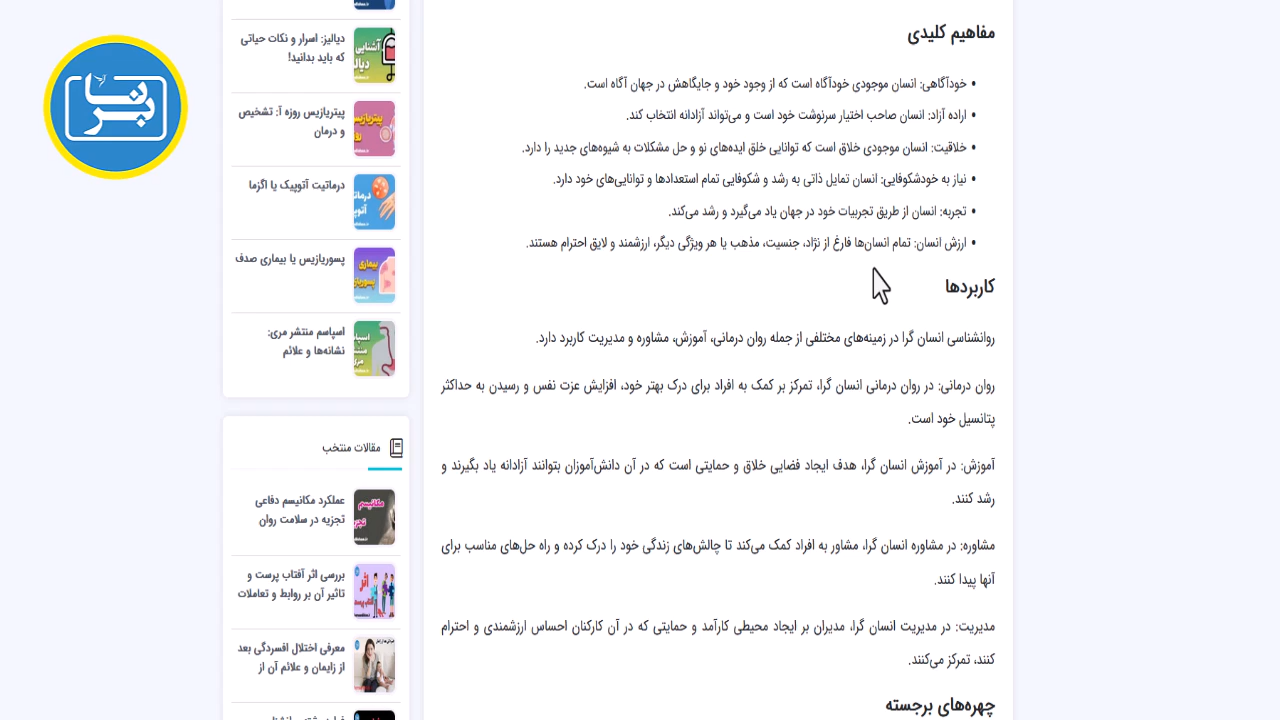 برنا
مفاهیم کلیدی
• خودآگاهی: انسان موجودی خودآگاه است که از وجود خود و جایگاهش در جهان آگاه است.
• اراده آزاد: انسان صاحب اختیار سرنوشت خود است و می‌تواند آزادانه انتخاب کند.
• خلاقیت: انسان موجودی خلاق است که توانایی خلق ایده‌های نو و حل مشکلات به شیوه‌های جدید را دارد.
• نیاز به خودشکوفایی: انسان تمایل ذاتی به رشد و شکوفایی تمام استعدادها و توانایی‌های خود دارد.
• تجربه: انسان از طریق تجربیات خود در جهان یاد می‌گیرد و رشد می‌کند.
• ارزش انسان: تمام انسان‌ها فارغ از نژاد، جنسیت، مذهب یا هر ویژگی دیگر، ارزشمند و لایق احترام هستند.
کاربردها
روانشناسی انسان گرا در زمینه‌های مختلفی از جمله روان درمانی، آموزش، مشاوره و مدیریت کاربرد دارد.
روان درمانی: در روان درمانی انسان گرا، تمرکز بر کمک به افراد برای درک بهتر خود، افزایش عزت نفس و رسیدن به حداکثر
پتانسیل خود است.
آموزش: در آموزش انسان گرا، هدف ایجاد فضایی خلاق و حمایتی است که در آن دانش‌آموزان بتوانند آزادانه یاد بگیرند و
رشد کنند.
مشاوره: در مشاوره انسان گرا، مشاور به افراد کمک می‌کند تا چالش‌های زندگی خود را درک کرده و راه حل‌های مناسب برای
آنها پیدا کنند.
مدیریت: در مدیریت انسان گرا، مدیران بر ایجاد محیطی کارآمد و حمایتی که در آن کارکنان احساس ارزشمندی و احترام
کنند، تمرکز می‌کنند.
چهره‌های برجسته
دیالیز: اسرار و نکات حیاتی
که باید بدانید!
پیتریازیس روزه آ: تشخیص
و درمان
درماتیت آتوپیک یا اگزما
پسوریازیس یا بیماری صدف
اسپاسم منتشر مری:
نشانه‌ها و علائم
مقالات منتخب
عملکرد مکانیسم دفاعی
تجزیه در سلامت روان
بررسی اثر آفتاب پرست و
تاثیر آن بر روابط و تعاملات
معرفی اختلال افسردگی بعد
از زایمان و علائم آن از